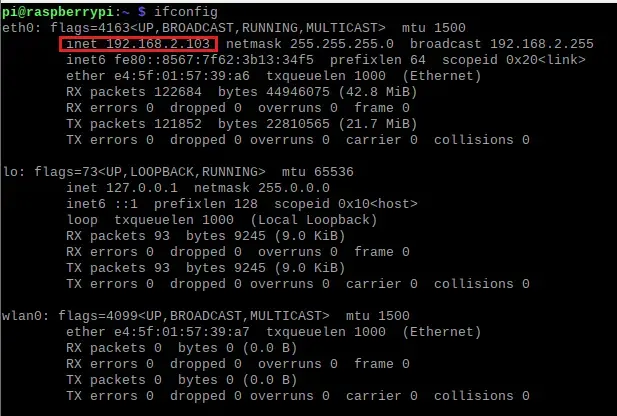 pi@raspberrypi:~ $ ifconfig
eth0: flags=4163<UP,BROADCAST,RUNNING,MULTICAST>  mtu 1500
        inet 192.168.2.103  netmask 255.255.255.0  broadcast 192.168.2.255
        inet6 fe80::8567:7f62:3b13:34f5  prefixlen 64  scopeid 0x20<link>
        ether e4:5f:01:57:39:a6  txqueuelen 1000  (Ethernet)
        RX packets 122684  bytes 44946075 (42.8 MiB)
        RX errors 0  dropped 0  overruns 0  frame 0
        TX packets 121852  bytes 22810565 (21.7 MiB)
        TX errors 0  dropped 0 overruns 0  carrier 0  collisions 0
lo: flags=73<UP,LOOPBACK,RUNNING>  mtu 65536
        inet 127.0.0.1  netmask 255.0.0.0
        inet6 ::1  prefixlen 128  scopeid 0x10<host>
        loop  txqueuelen 1000  (Local Loopback)
        RX packets 93  bytes 9245 (9.0 KiB)
        RX errors 0  dropped 0  overruns 0  frame 0
        TX packets 93  bytes 9245 (9.0 KiB)
        TX errors 0  dropped 0 overruns 0  carrier 0  collisions 0
wlan0: flags=4099<UP,BROADCAST,MULTICAST>  mtu 1500
        ether e4:5f:01:57:39:a7  txqueuelen 1000  (Ethernet)
        RX packets 0  bytes 0 (0.0 B)
        RX errors 0  dropped 0  overruns 0  frame 0
        TX packets 0  bytes 0 (0.0 B)
        TX errors 0  dropped 0 overruns 0  carrier 0  collisions 0